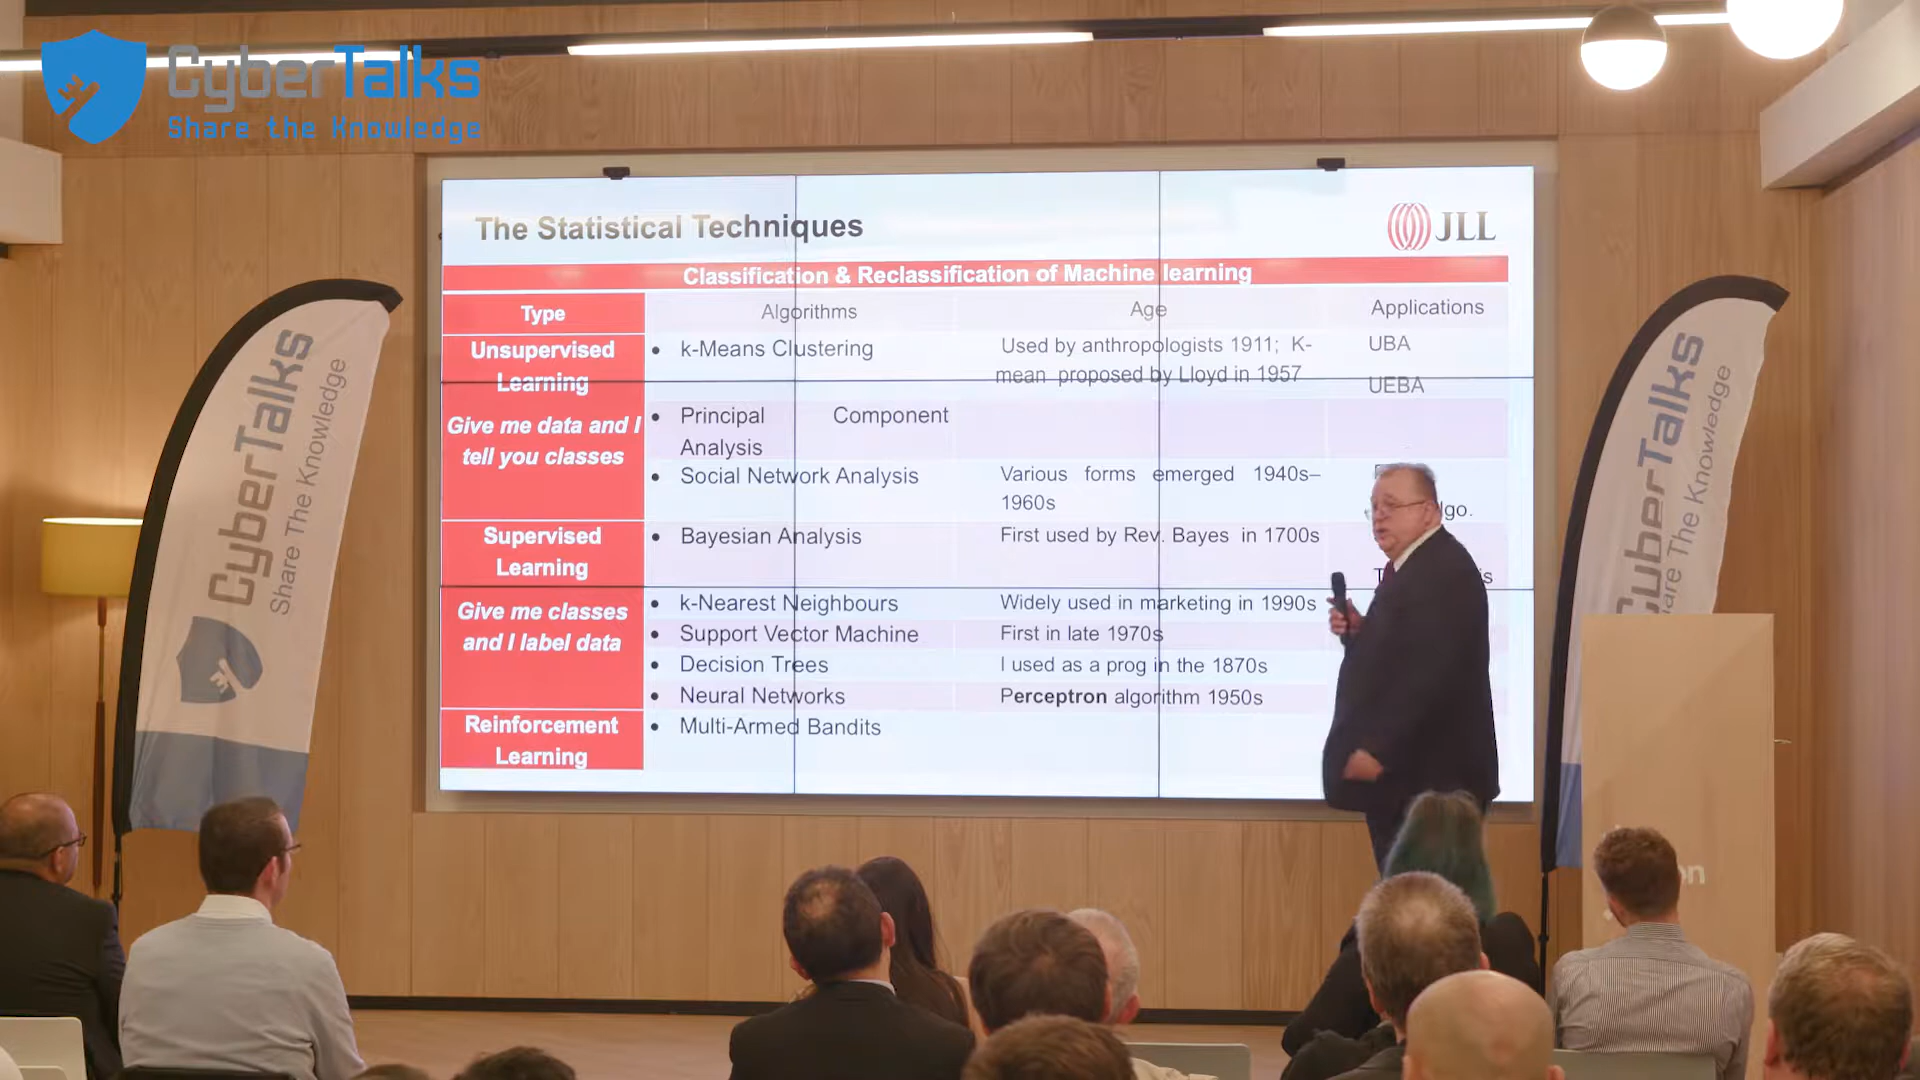 CyberTalks
Share the Knowledge
The Statistical Techniques
JLL
Classification & Reclassification of Machine learning
Type
Algorithms
Age
Applications
Unsupervised
Learning
Give me data and I
tell you classes
• k-Means Clustering
Used by anthropologists 1911; K-
mean proposed by Lloyd in 1957
UBA
UEBA
• Principal Component
Analysis
• Social Network Analysis
Various forms emerged 1940s–
1960s
Supervised
Learning
Give me classes
and I label data
• Bayesian Analysis
First used by Rev. Bayes in 1700s
• k-Nearest Neighbours
Widely used in marketing in 1990s
• Support Vector Machine
First in late 1970s
• Decision Trees
I used as a prog in the 1870s
• Neural Networks
Perceptron algorithm 1950s
Reinforcement
Learning
• Multi-Armed Bandits
CyberTalks
Share The Knowledge
CyberTalks
The Knowledge